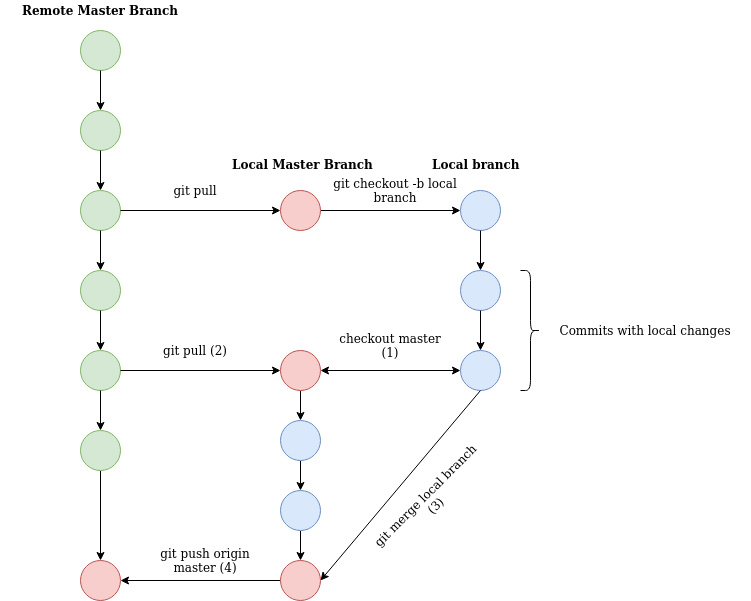 Remote Master Branch
Local Master Branch
Local branch
git pull
git checkout -b local
branch
Commits with local changes
git pull (2)
checkout master
(1)
git merge local branch
(3)
git push origin
master (4)